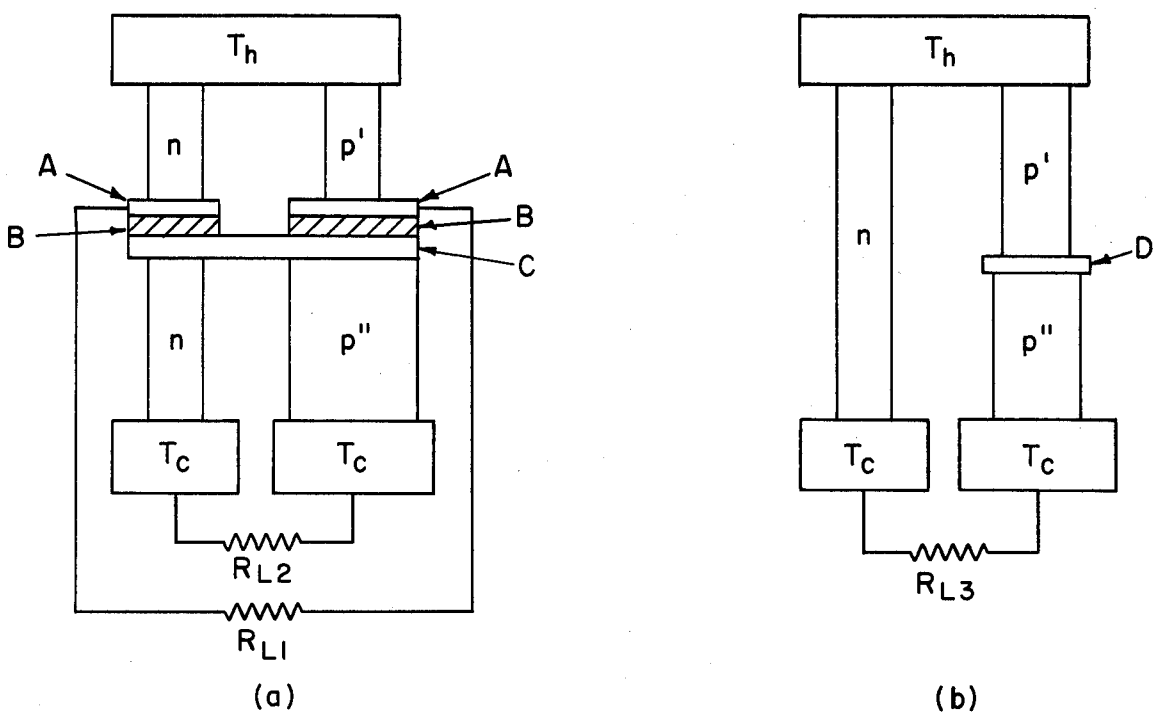 T_h
n
p'
A
A
B
B
C
n
p"
T_c
T_c
R_L2
R_L1
(a)
T_h
n
p'
D
p"
T_c
T_c
R_L3
(b)